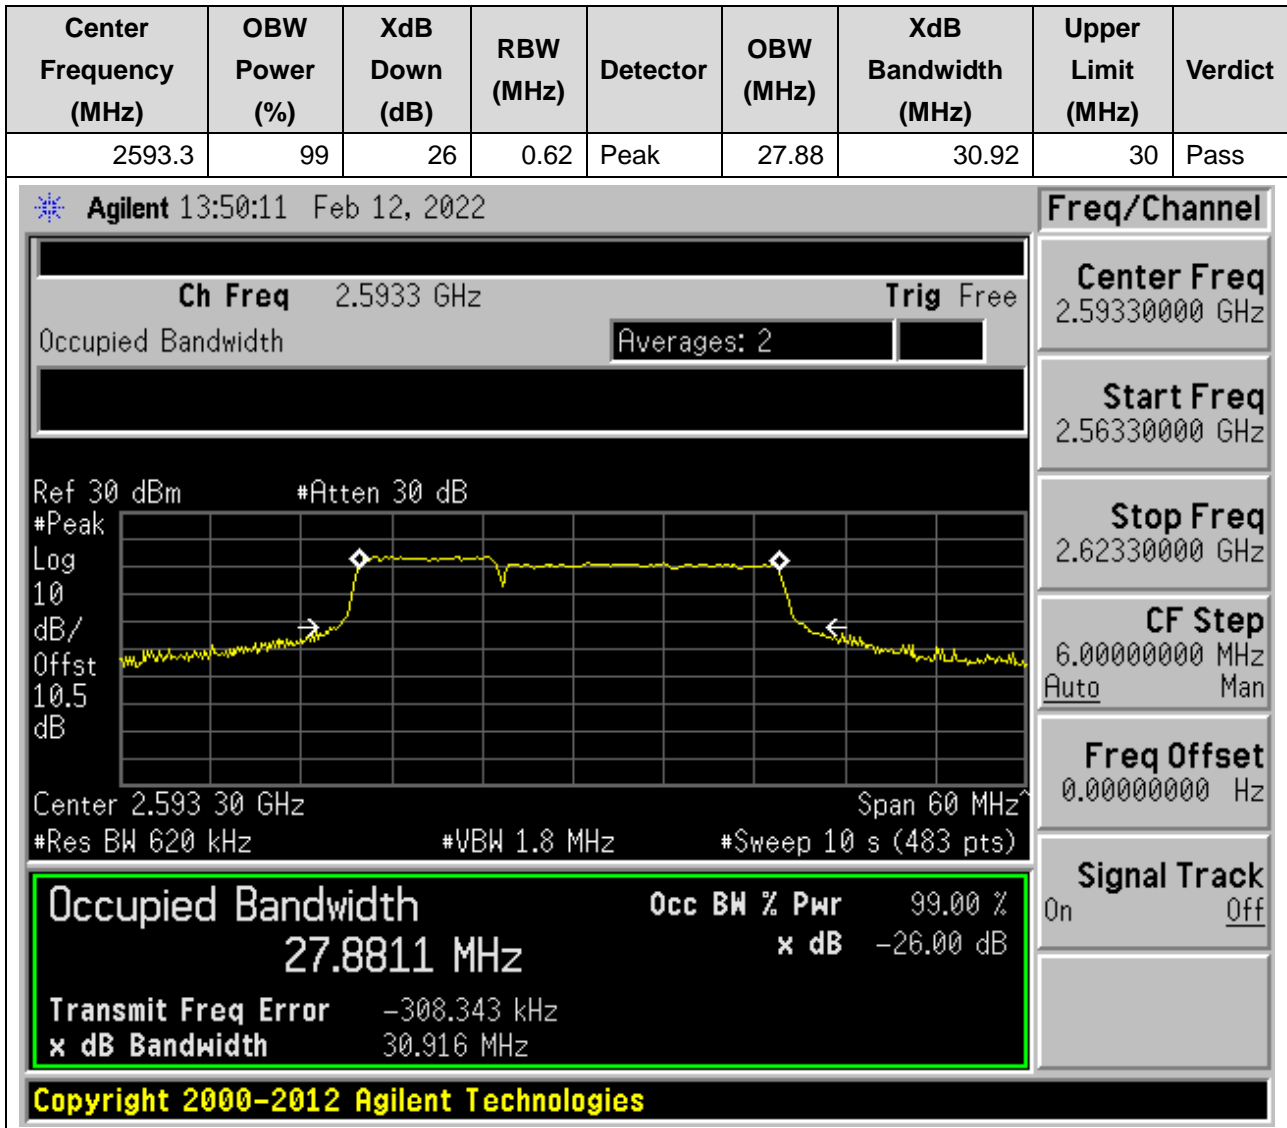 Center Frequency (MHz) OBW Power (%) XdB Down (dB) RBW (MHz) Detector OBW (MHz) XdB Bandwidth (MHz) Upper Limit (MHz) Verdict
2593.3 99 26 0.62 Peak 27.88 30.92 30 Pass
Agilent 13:50:11 Feb 12, 2022
Freq/Channel
Ch Freq 2.5933 GHz Trig Free
Occupied Bandwidth Averages: 2
Center Freq
2.59330000 GHz
Start Freq
2.56330000 GHz
Stop Freq
2.62330000 GHz
CF Step
6.00000000 MHz
Auto Man
Freq Offset
0.00000000 Hz
Signal Track
On Off
Ref 30 dBm #Atten 30 dB
#Peak
Log
10
dB/
Offst
10.5
dB
Center 2.593 30 GHz Span 60 MHz^
#Res BW 620 kHz #VBW 1.8 MHz #Sweep 10 s (483 pts)
Occupied Bandwidth Occ BW % Pwr 99.00 %
27.8811 MHz x dB -26.00 dB
Transmit Freq Error -308.343 kHz
x dB Bandwidth 30.916 MHz
Copyright 2000-2012 Agilent Technologies